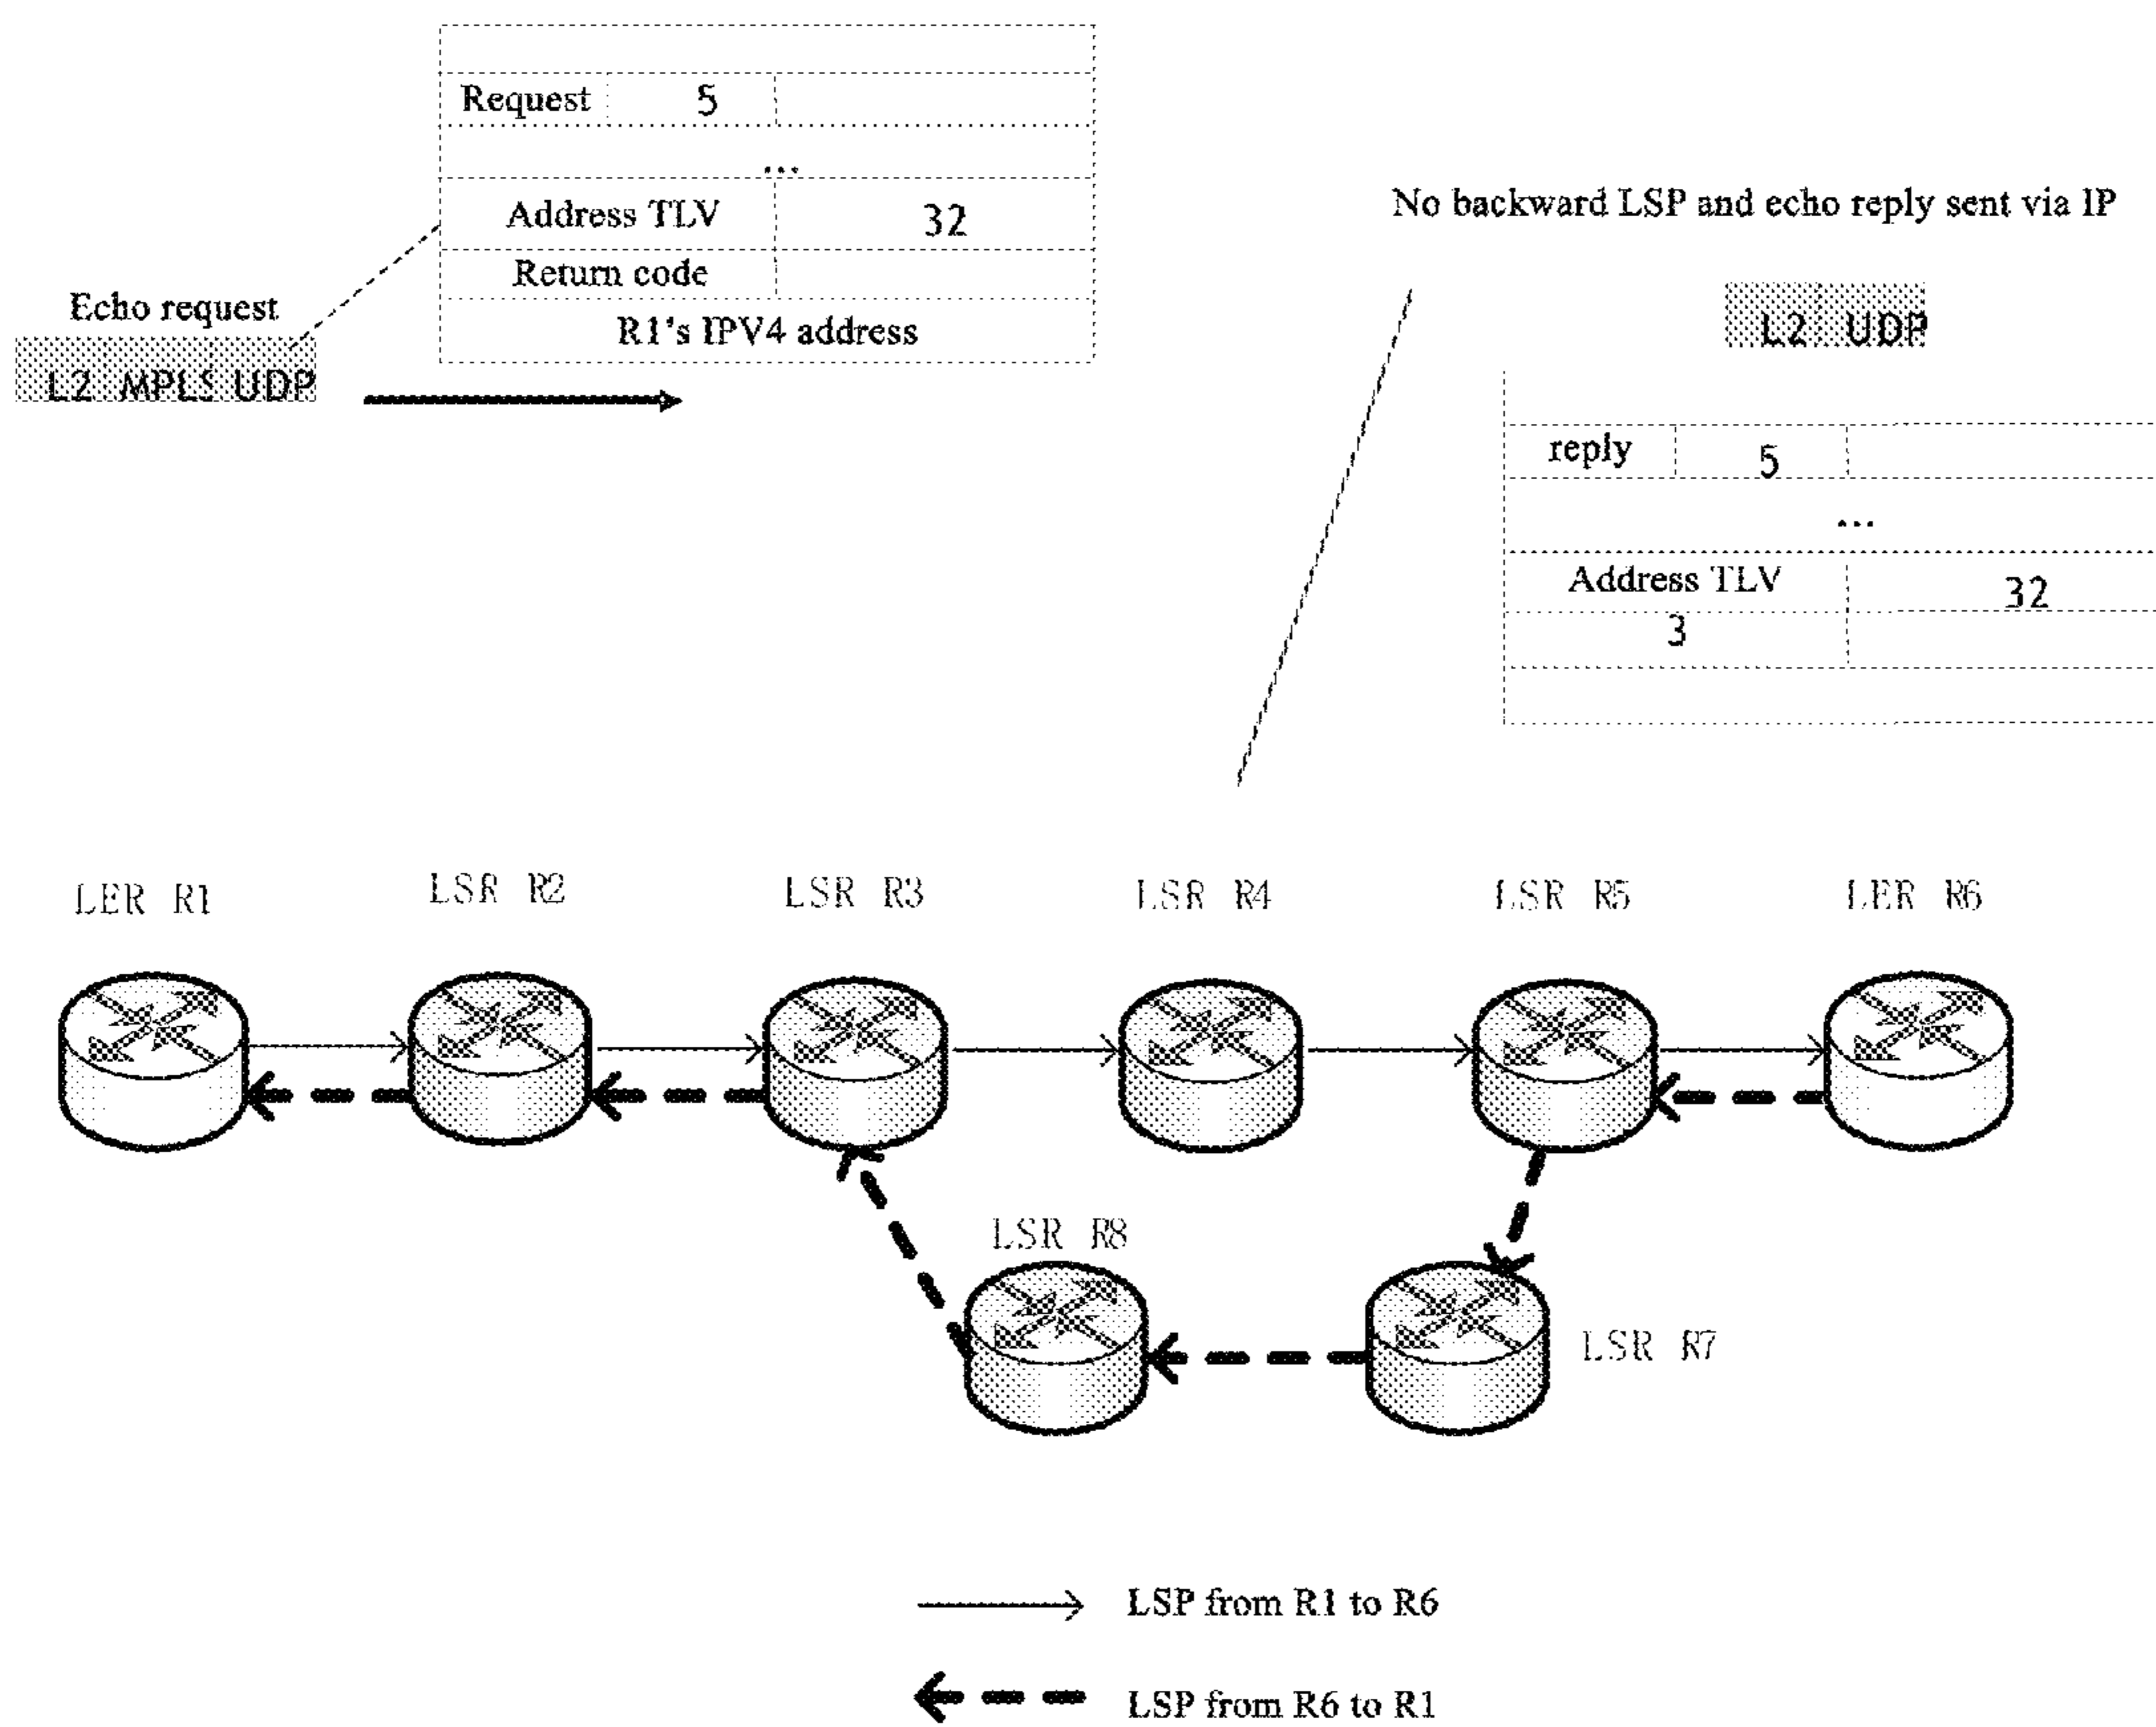 Request 5
...
Address TLV 32
Return code
R1's IPV4 address
Echo request
L2 MPLS UDP
No backward LSP and echo reply sent via IP
L2 UDP
reply 5
...
Address TLV 32
3
LER R1
LSR R2
LSR R3
LSR R4
LSR R5
LER R6
LSR R8
LSR R7
LSP from R1 to R6
LSP from R6 to R1